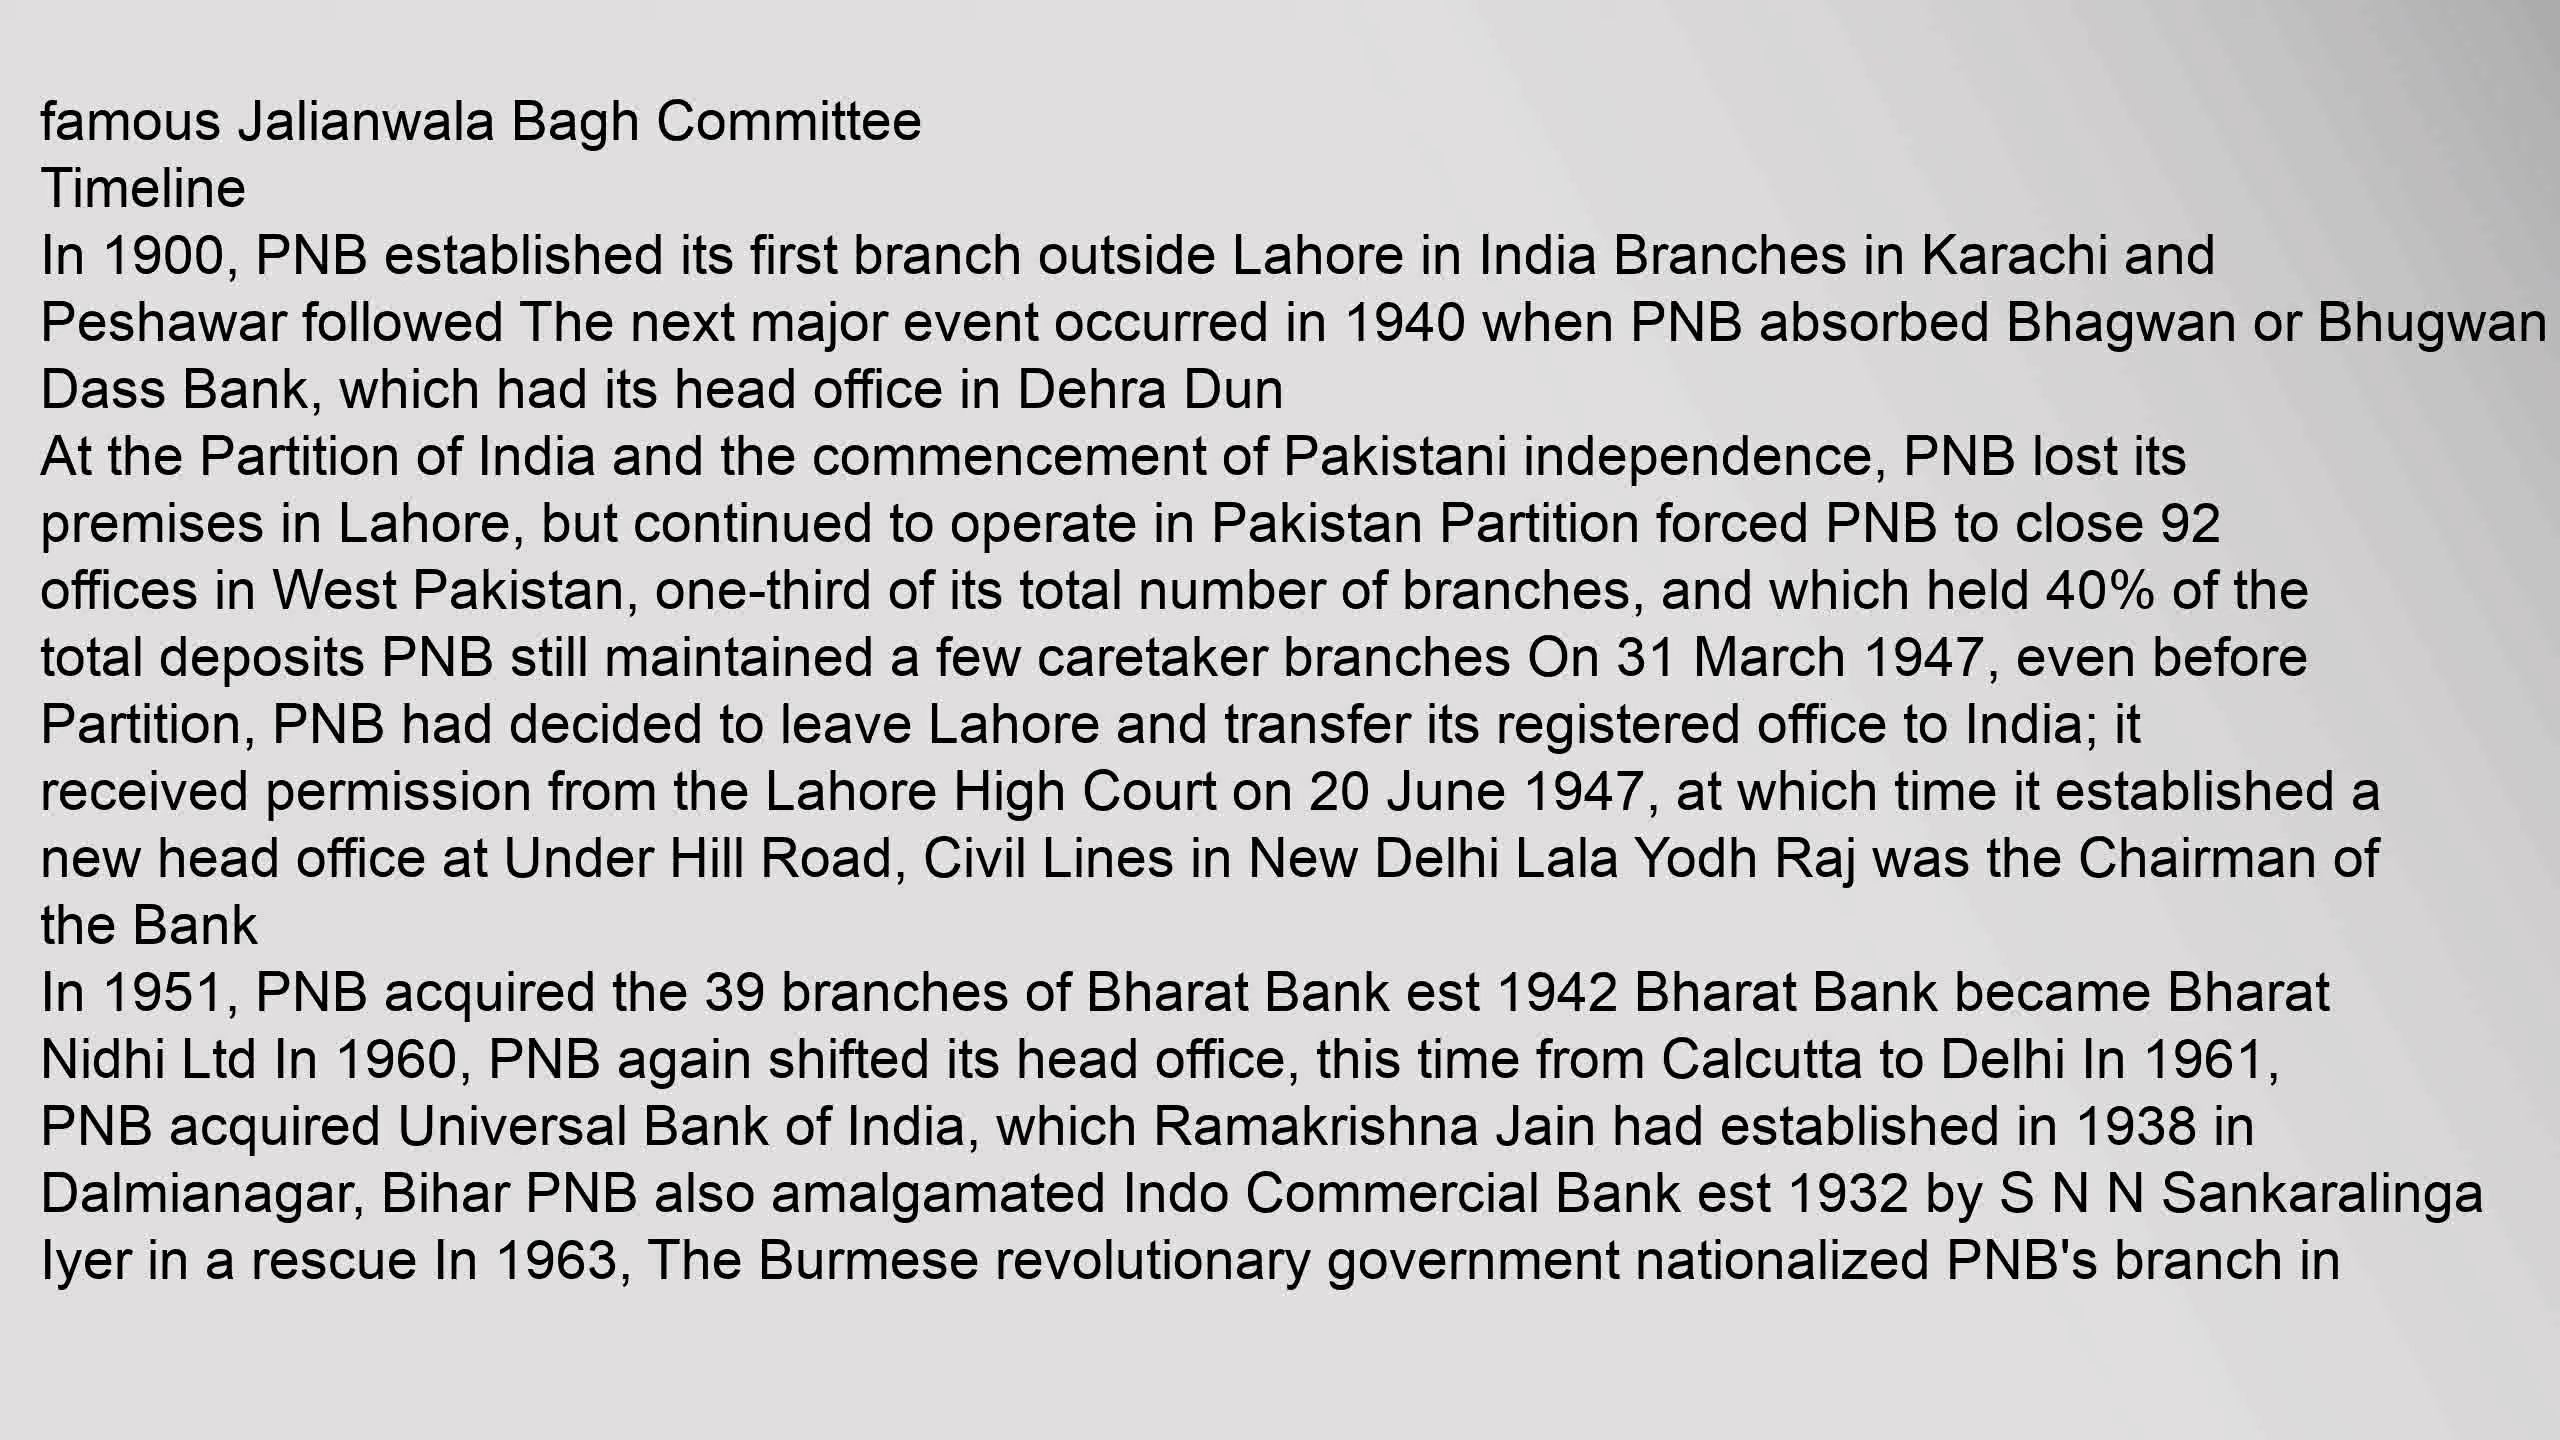 famous Jalianwala Bagh Committee
Timeline
In 1900, PNB established its first branch outside Lahore in India Branches in Karachi and
Peshawar followed The next major event occurred in 1940 when PNB absorbed Bhagwan or Bhugwan
Dass Bank, which had its head office in Dehra Dun
At the Partition of India and the commencement of Pakistani independence, PNB lost its
premises in Lahore, but continued to operate in Pakistan Partition forced PNB to close 92
offices in West Pakistan, one-third of its total number of branches, and which held 40% of the
total deposits PNB still maintained a few caretaker branches On 31 March 1947, even before
Partition, PNB had decided to leave Lahore and transfer its registered office to India; it
received permission from the Lahore High Court on 20 June 1947, at which time it established a
new head office at Under Hill Road, Civil Lines in New Delhi Lala Yodh Raj was the Chairman of
the Bank
In 1951, PNB acquired the 39 branches of Bharat Bank est 1942 Bharat Bank became Bharat
Nidhi Ltd In 1960, PNB again shifted its head office, this time from Calcutta to Delhi In 1961,
PNB acquired Universal Bank of India, which Ramakrishna Jain had established in 1938 in
Dalmianagar, Bihar PNB also amalgamated Indo Commercial Bank est 1932 by S N N Sankaralinga
Iyer in a rescue In 1963, The Burmese revolutionary government nationalized PNB's branch in